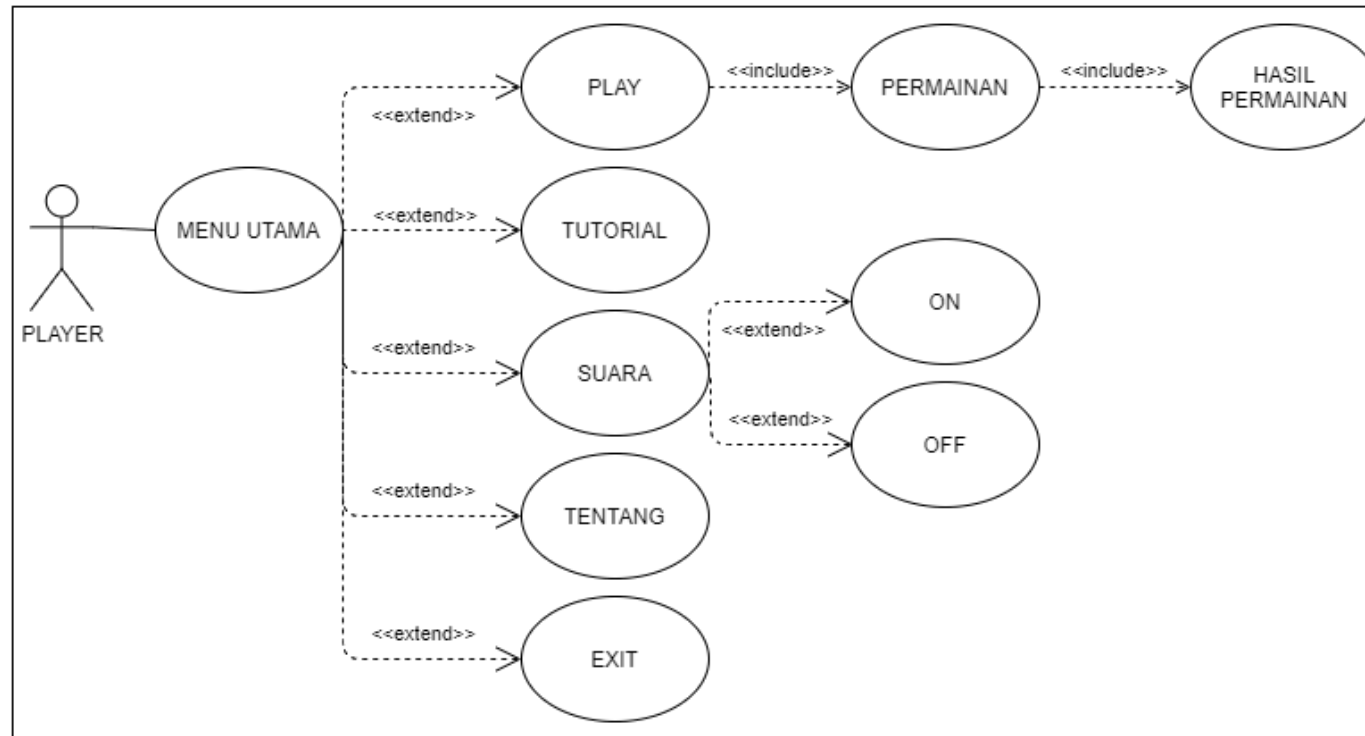 PLAY
<<include>>
PERMAINAN
<<include>>
HASIL
PERMAINAN
<<extend>>
PLAYER
MENU UTAMA
<<extend>>
TUTORIAL
<<extend>>
SUARA
<<extend>>
ON
<<extend>>
OFF
<<extend>>
TENTANG
<<extend>>
EXIT